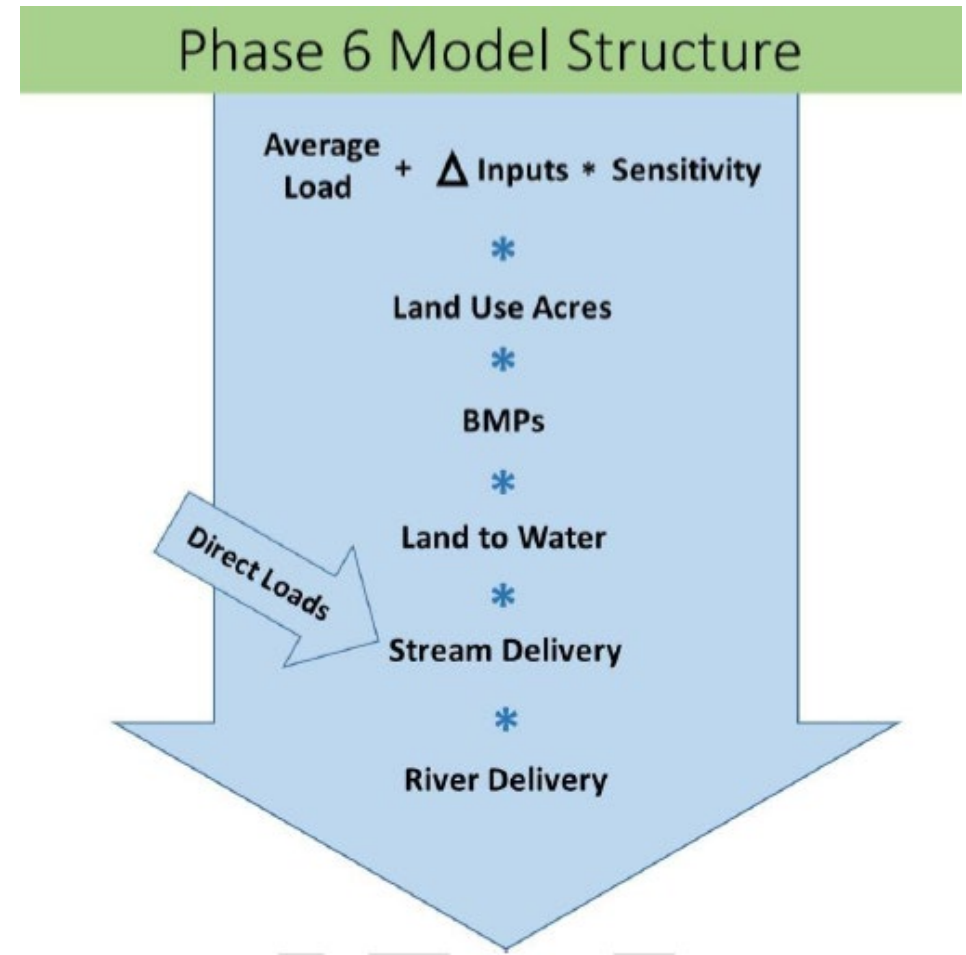 Phase 6 Model Structure
Average
Load + Δ Inputs * Sensitivity
*
Land Use Acres
*
BMPs
*
Land to Water
*
Direct Loads
Stream Delivery
*
River Delivery